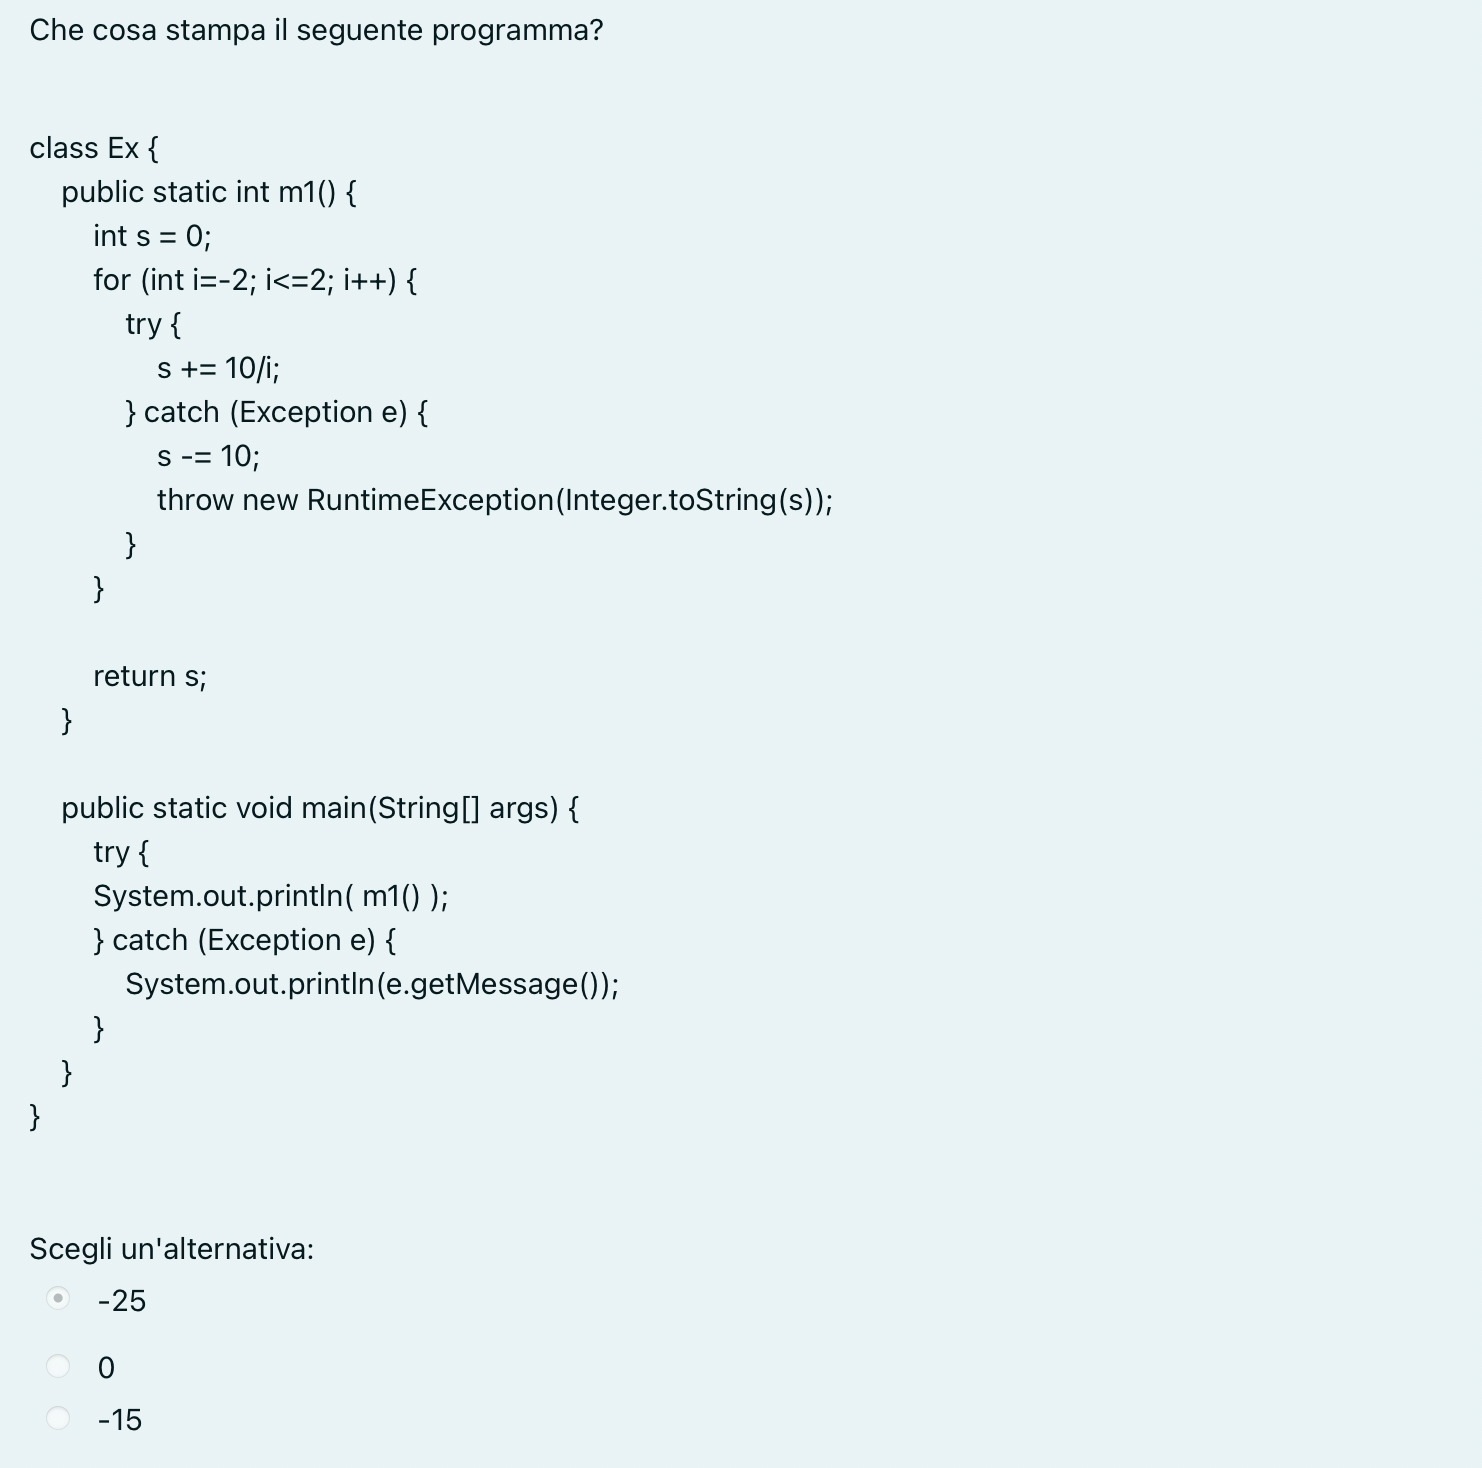 Che cosa stampa il seguente programma?
class Ex {
public static int m1() {
int s = 0;
for (int i=-2; i<=2; i++) {
try {
s += 10/i;
} catch (Exception e) {
s -= 10;
throw new RuntimeException(Integer.toString(s));
}
}
return s;
}
public static void main(String[] args) {
try {
System.out.println( m1() );
} catch (Exception e) {
System.out.println(e.getMessage());
}
}
}
Scegli un'alternativa:
-25
0
-15